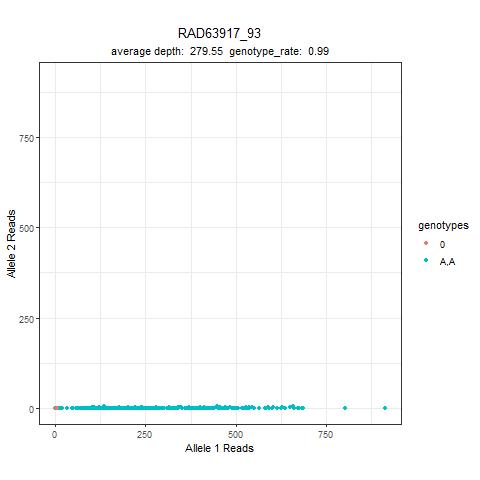 RAD63917_93
average depth:  279.55  genotype_rate:  0.99
750
500
250
0
Allele 2 Reads
0
250
500
750
Allele 1 Reads
genotypes
0
A,A